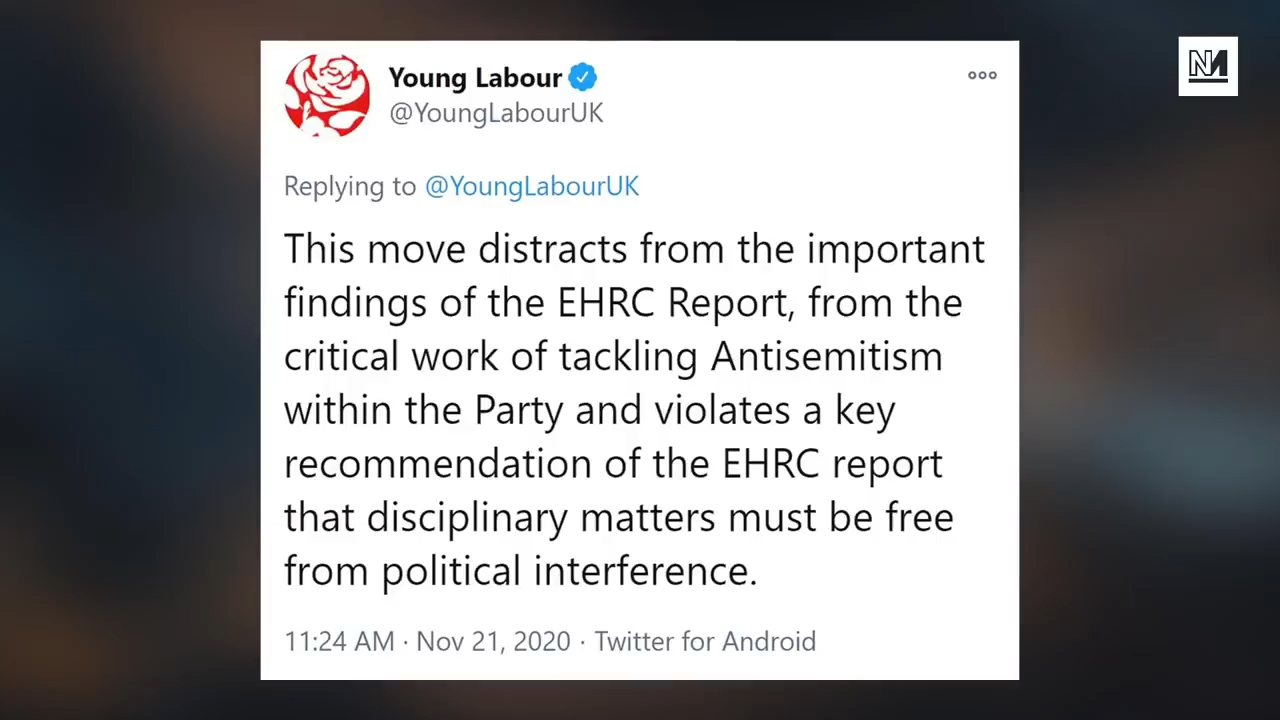 Young Labour
@YoungLabourUK
NM
Replying to @YoungLabourUK
This move distracts from the important
findings of the EHRC Report, from the
critical work of tackling Antisemitism
within the Party and violates a key
recommendation of the EHRC report
that disciplinary matters must be free
from political interference.
11:24 AM · Nov 21, 2020 · Twitter for Android